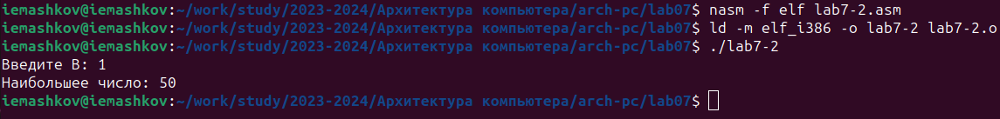 iemashkov@iemashkov:~/work/study/2023-2024/Архитектура компьютера/arch-pc/lab07$ nasm -f elf lab7-2.asm
iemashkov@iemashkov:~/work/study/2023-2024/Архитектура компьютера/arch-pc/lab07$ ld -m elf_i386 -o lab7-2 lab7-2.o
iemashkov@iemashkov:~/work/study/2023-2024/Архитектура компьютера/arch-pc/lab07$ ./lab7-2
Введите B: 1
Наибольшее число: 50
iemashkov@iemashkov:~/work/study/2023-2024/Архитектура компьютера/arch-pc/lab07$